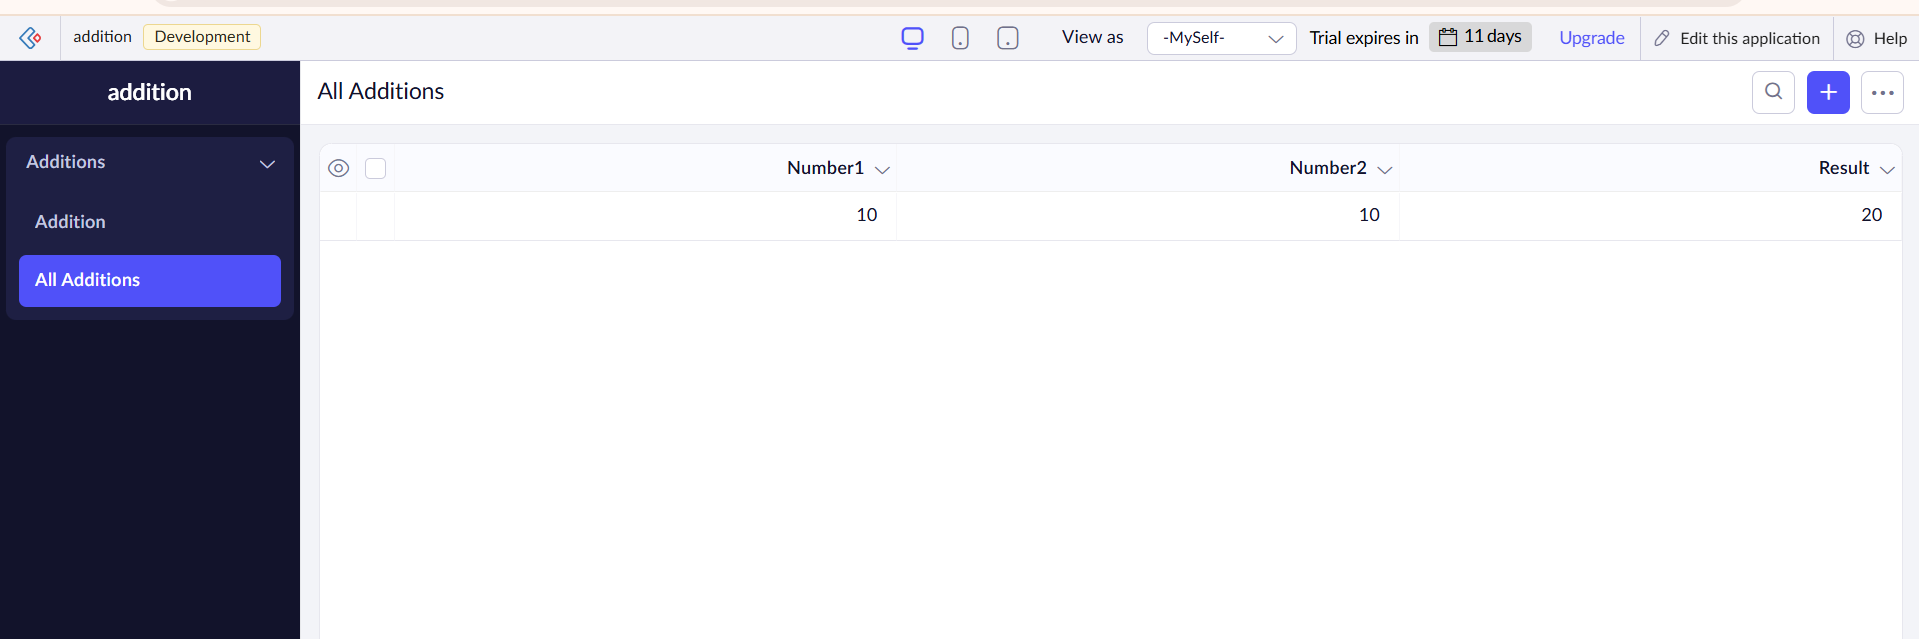 addition Development View as -MySelf- Trial expires in 11 days Upgrade Edit this application Help
addition
All Additions
Additions
Addition
All Additions
Number1 Number2 Result
10 10 20